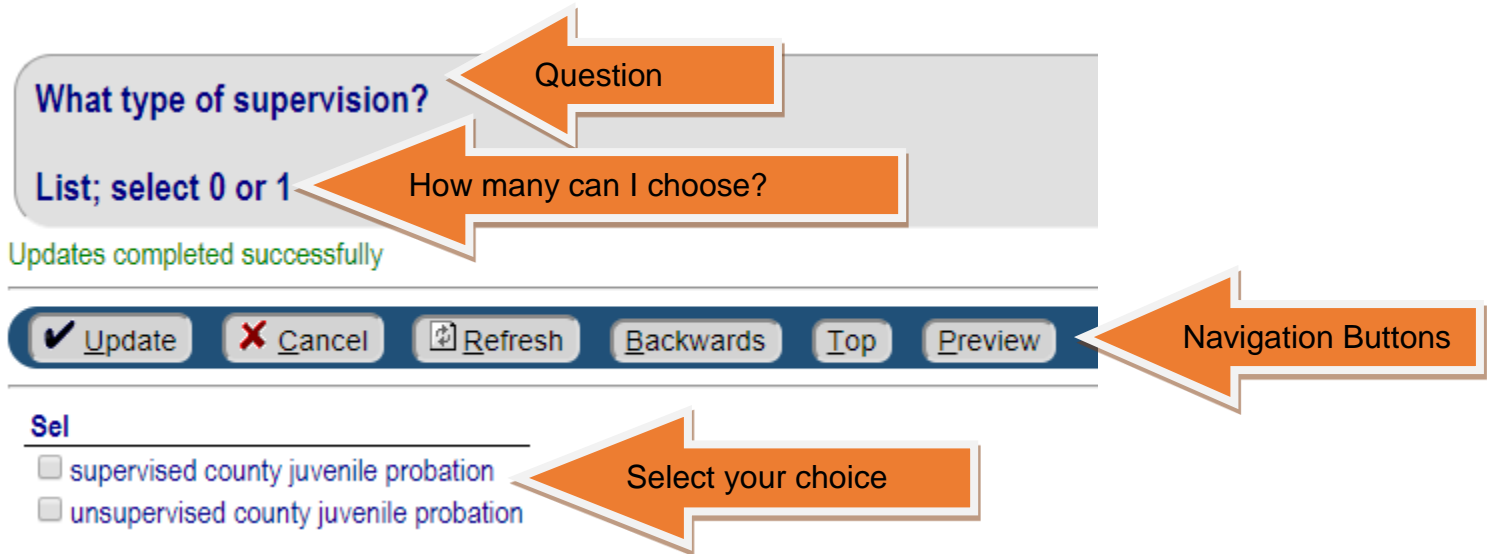 Question
What type of supervision?
How many can I choose?
List; select 0 or 1
Updates completed successfully
Update Cancel Refresh Backwards Top Preview
Navigation Buttons
Sel
supervised county juvenile probation
Select your choice
unsupervised county juvenile probation